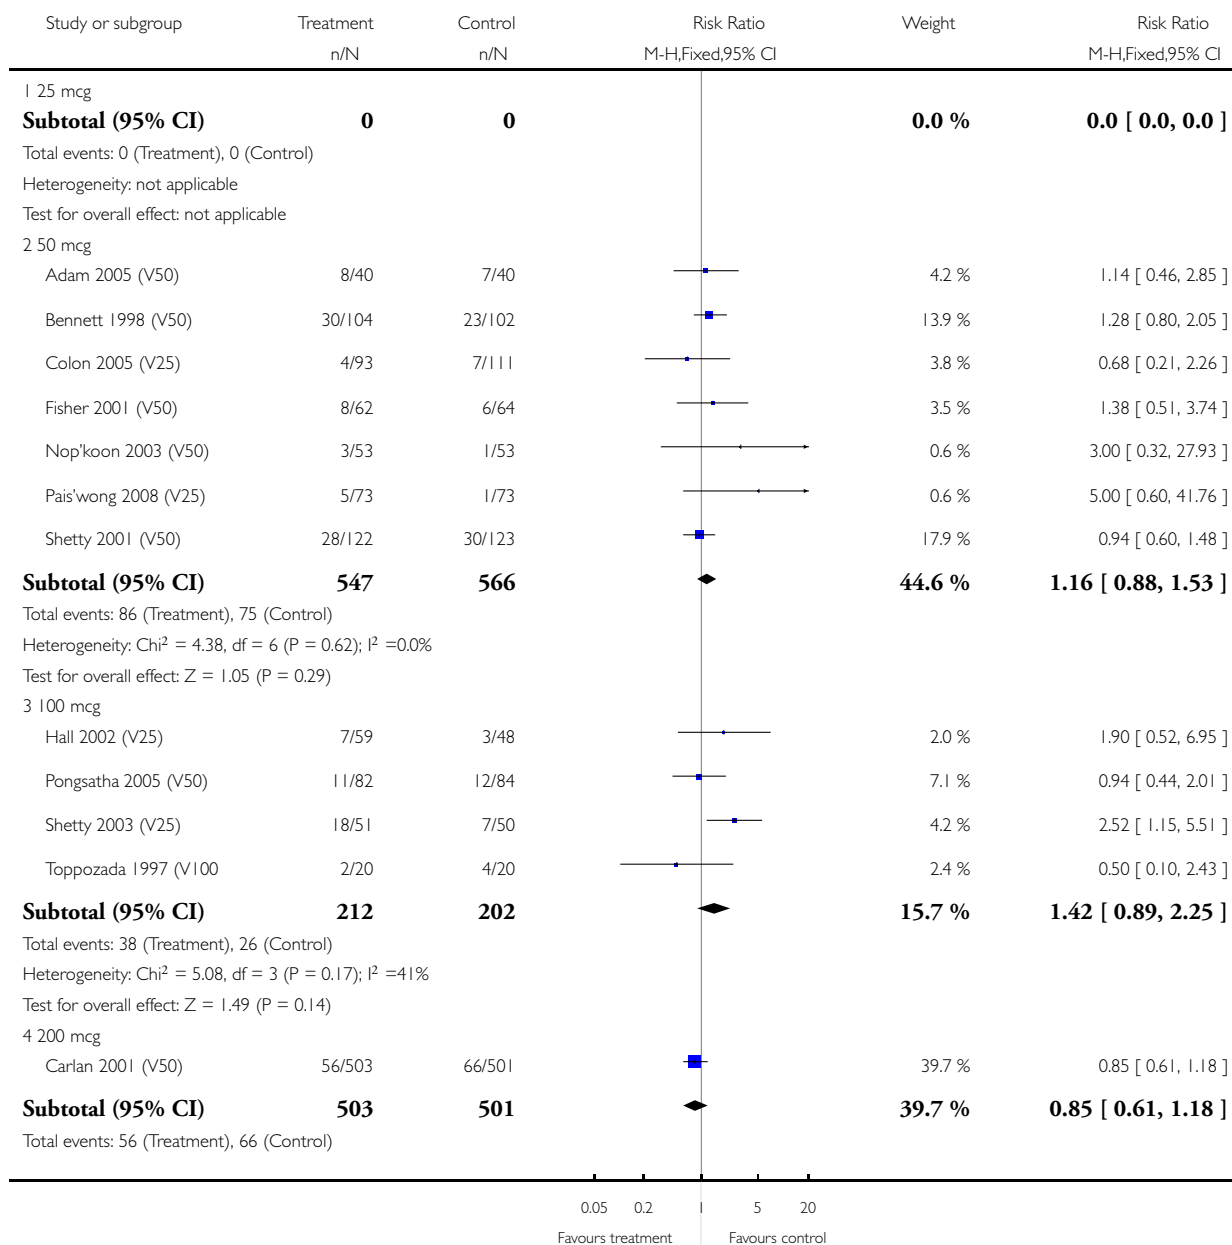 Study or subgroup Treatment Control Risk Ratio Weight Risk Ratio
n/N n/N M-H,Fixed,95% CI M-H,Fixed,95% CI
1 25 mcg
Subtotal (95% CI) 0 0 0.0 % 0.0 [ 0.0, 0.0 ]
Total events: 0 (Treatment), 0 (Control)
Heterogeneity: not applicable
Test for overall effect: not applicable
2 50 mcg
Adam 2005 (V50) 8/40 7/40 4.2 % 1.14 [ 0.46, 2.85 ]
Bennett 1998 (V50) 30/104 23/102 13.9 % 1.28 [ 0.80, 2.05 ]
Colon 2005 (V25) 4/93 7/111 3.8 % 0.68 [ 0.21, 2.26 ]
Fisher 2001 (V50) 8/62 6/64 3.5 % 1.38 [ 0.51, 3.74 ]
Nop'koon 2003 (V50) 3/53 1/53 0.6 % 3.00 [ 0.32, 27.93 ]
Pais'wong 2008 (V25) 5/73 1/73 0.6 % 5.00 [ 0.60, 41.76 ]
Shetty 2001 (V50) 28/122 30/123 17.9 % 0.94 [ 0.60, 1.48 ]
Subtotal (95% CI) 547 566 44.6 % 1.16 [ 0.88, 1.53 ]
Total events: 86 (Treatment), 75 (Control)
Heterogeneity: Chi² = 4.38, df = 6 (P = 0.62); I² =0.0%
Test for overall effect: Z = 1.05 (P = 0.29)
3 100 mcg
Hall 2002 (V25) 7/59 3/48 2.0 % 1.90 [ 0.52, 6.95 ]
Pongsatha 2005 (V50) 11/82 12/84 7.1 % 0.94 [ 0.44, 2.01 ]
Shetty 2003 (V25) 18/51 7/50 4.2 % 2.52 [ 1.15, 5.51 ]
Toppozada 1997 (V100 2/20 4/20 2.4 % 0.50 [ 0.10, 2.43 ]
Subtotal (95% CI) 212 202 15.7 % 1.42 [ 0.89, 2.25 ]
Total events: 38 (Treatment), 26 (Control)
Heterogeneity: Chi² = 5.08, df = 3 (P = 0.17); I² =41%
Test for overall effect: Z = 1.49 (P = 0.14)
4 200 mcg
Carlan 2001 (V50) 56/503 66/501 39.7 % 0.85 [ 0.61, 1.18 ]
Subtotal (95% CI) 503 501 39.7 % 0.85 [ 0.61, 1.18 ]
Total events: 56 (Treatment), 66 (Control)
0.05 0.2 1 5 20
Favours treatment Favours control